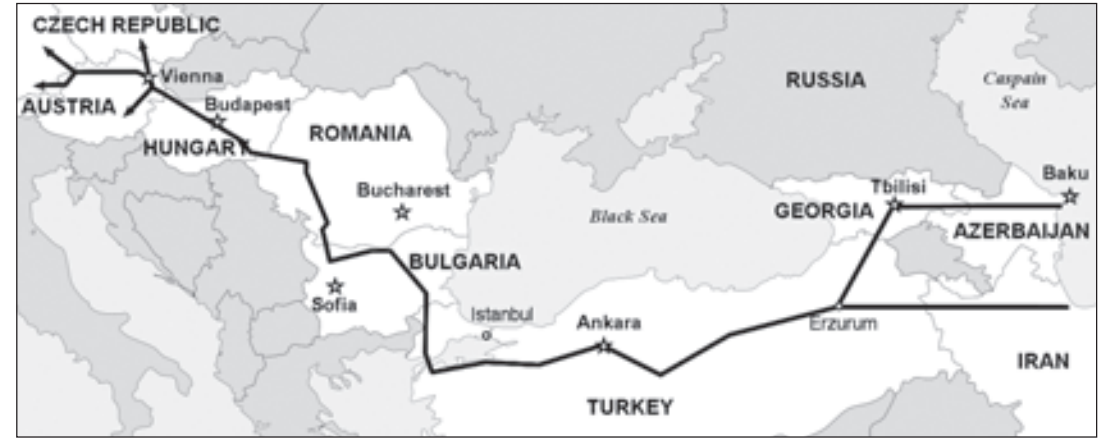 CZECH REPUBLIC
Vienna
AUSTRIA
Budapest
HUNGARY
ROMANIA
Bucharest
BULGARIA
Sofia
Istanbul
Ankara
TURKEY
Black Sea
RUSSIA
Caspain
Sea
Baku
Tbilisi
GEORGIA
AZERBAIJAN
Erzurum
IRAN